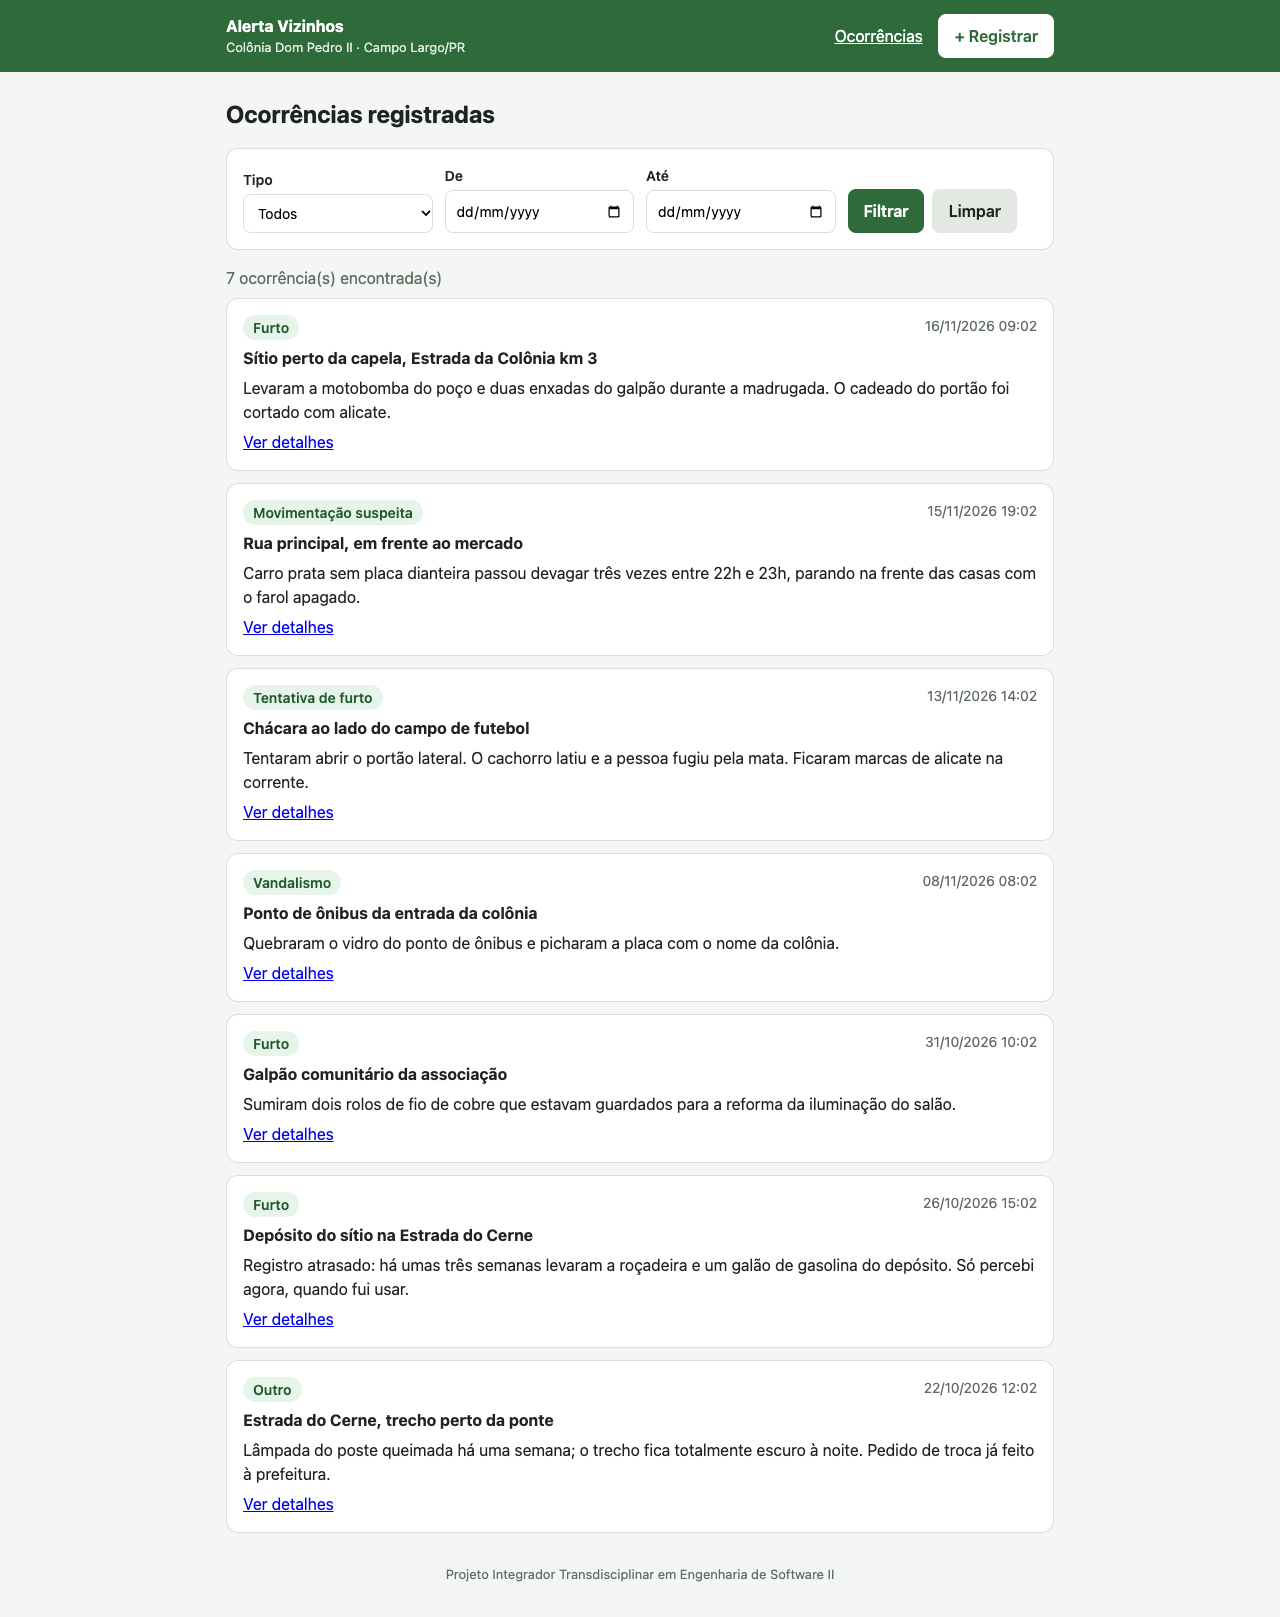 Alerta Vizinhos
Colônia Dom Pedro II · Campo Largo/PR
Ocorrências
+ Registrar
Ocorrências registradas
Tipo
De
Até
Todos
dd/mm/yyyy
dd/mm/yyyy
Filtrar
Limpar
7 ocorrência(s) encontrada(s)
Furto
16/11/2026 09:02
Sítio perto da capela, Estrada da Colônia km 3
Levaram a motobomba do poço e duas enxadas do galpão durante a madrugada. O cadeado do portão foi
cortado com alicate.
Ver detalhes
Movimentação suspeita
15/11/2026 19:02
Rua principal, em frente ao mercado
Carro prata sem placa dianteira passou devagar três vezes entre 22h e 23h, parando na frente das casas com
o farol apagado.
Ver detalhes
Tentativa de furto
13/11/2026 14:02
Chácara ao lado do campo de futebol
Tentaram abrir o portão lateral. O cachorro latiu e a pessoa fugiu pela mata. Ficaram marcas de alicate na
corrente.
Ver detalhes
Vandalismo
08/11/2026 08:02
Ponto de ônibus da entrada da colônia
Quebraram o vidro do ponto de ônibus e picharam a placa com o nome da colônia.
Ver detalhes
Furto
31/10/2026 10:02
Galpão comunitário da associação
Sumiram dois rolos de fio de cobre que estavam guardados para a reforma da iluminação do salão.
Ver detalhes
Furto
26/10/2026 15:02
Depósito do sítio na Estrada do Cerne
Registro atrasado: há umas três semanas levaram a roçadeira e um galão de gasolina do depósito. Só percebi
agora, quando fui usar.
Ver detalhes
Outro
22/10/2026 12:02
Estrada do Cerne, trecho perto da ponte
Lâmpada do poste queimada há uma semana; o trecho fica totalmente escuro à noite. Pedido de troca já feito
à prefeitura.
Ver detalhes
Projeto Integrador Transdisciplinar em Engenharia de Software II